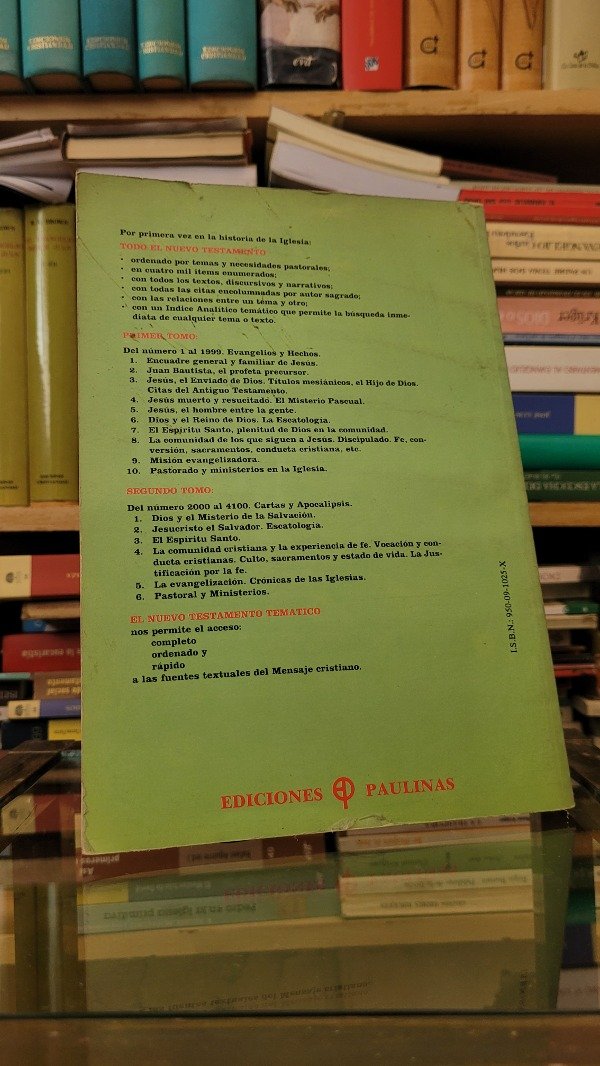 Por primera vez en la historia de la Iglesia:
TODO EL NUEVO TESTAMENTO
· ordenado por temas y necesidades pastorales;
· en cuatro mil ítems enumerados;
· con todos los textos, discursivos y narrativos;
· con todas las citas encolumnadas por autor sagrado;
· con las relaciones entre un tema y otro;
· con un Indice Analítico temático que permite la búsqueda inme-
diata de cualquier tema o texto.
PRIMER TOMO:
Del número 1 al 1999. Evangelios y Hechos.
1. Encuadre general y familiar de Jesús.
2. Juan Bautista, el profeta precursor.
3. Jesús, el Enviado de Dios. Títulos mesiánicos, el Hijo de Dios.
Citas del Antiguo Testamento.
4. Jesús muerto y resucitado. El Misterio Pascual.
5. Jesús, el hombre entre la gente.
6. Dios y el Reino de Dios. La Escatología.
7. El Espíritu Santo, plenitud de Dios en la comunidad.
8. La comunidad de los que siguen a Jesús. Discipulado. Fe, con-
versión, sacramentos, conducta cristiana, etc.
9. Misión evangelizadora.
10. Pastorado y ministerios en la Iglesia.
SEGUNDO TOMO:
Del número 2000 al 4100. Cartas y Apocalipsis.
1. Dios y el Misterio de la Salvación.
2. Jesucristo el Salvador. Escatología.
3. El Espíritu Santo.
4. La comunidad cristiana y la experiencia de fe. Vocación y con-
ducta cristianas. Culto, sacramentos y estado de vida. La Jus-
tificación por la fe.
5. La evangelización. Crónicas de las Iglesias.
6. Pastoral y Ministerios.
EL NUEVO TESTAMENTO TEMATICO
nos permite el acceso:
completo
ordenado y
rápido
a las fuentes textuales del Mensaje cristiano.
I.S.B.N.: 950-09-1025-X
EDICIONES EP PAULINAS